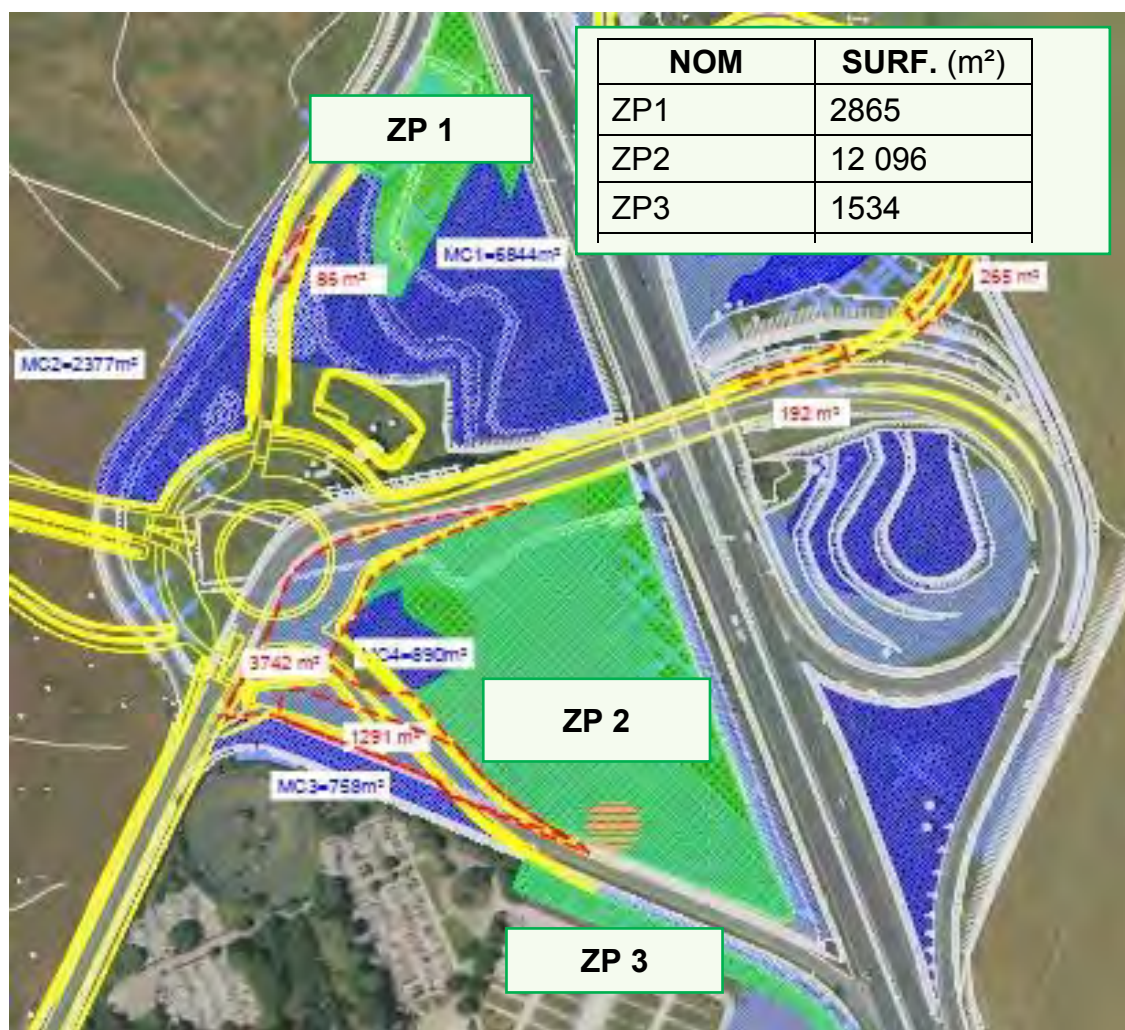 NOM SURF. (m²)
ZP1 2865
ZP2 12 096
ZP3 1534
ZP 1
MC1=6844m²
265 m²
86 m²
MC2=2377m²
192 m²
3742 m²
MC4=890m²
ZP 2
1291 m²
MC3=758m²
ZP 3